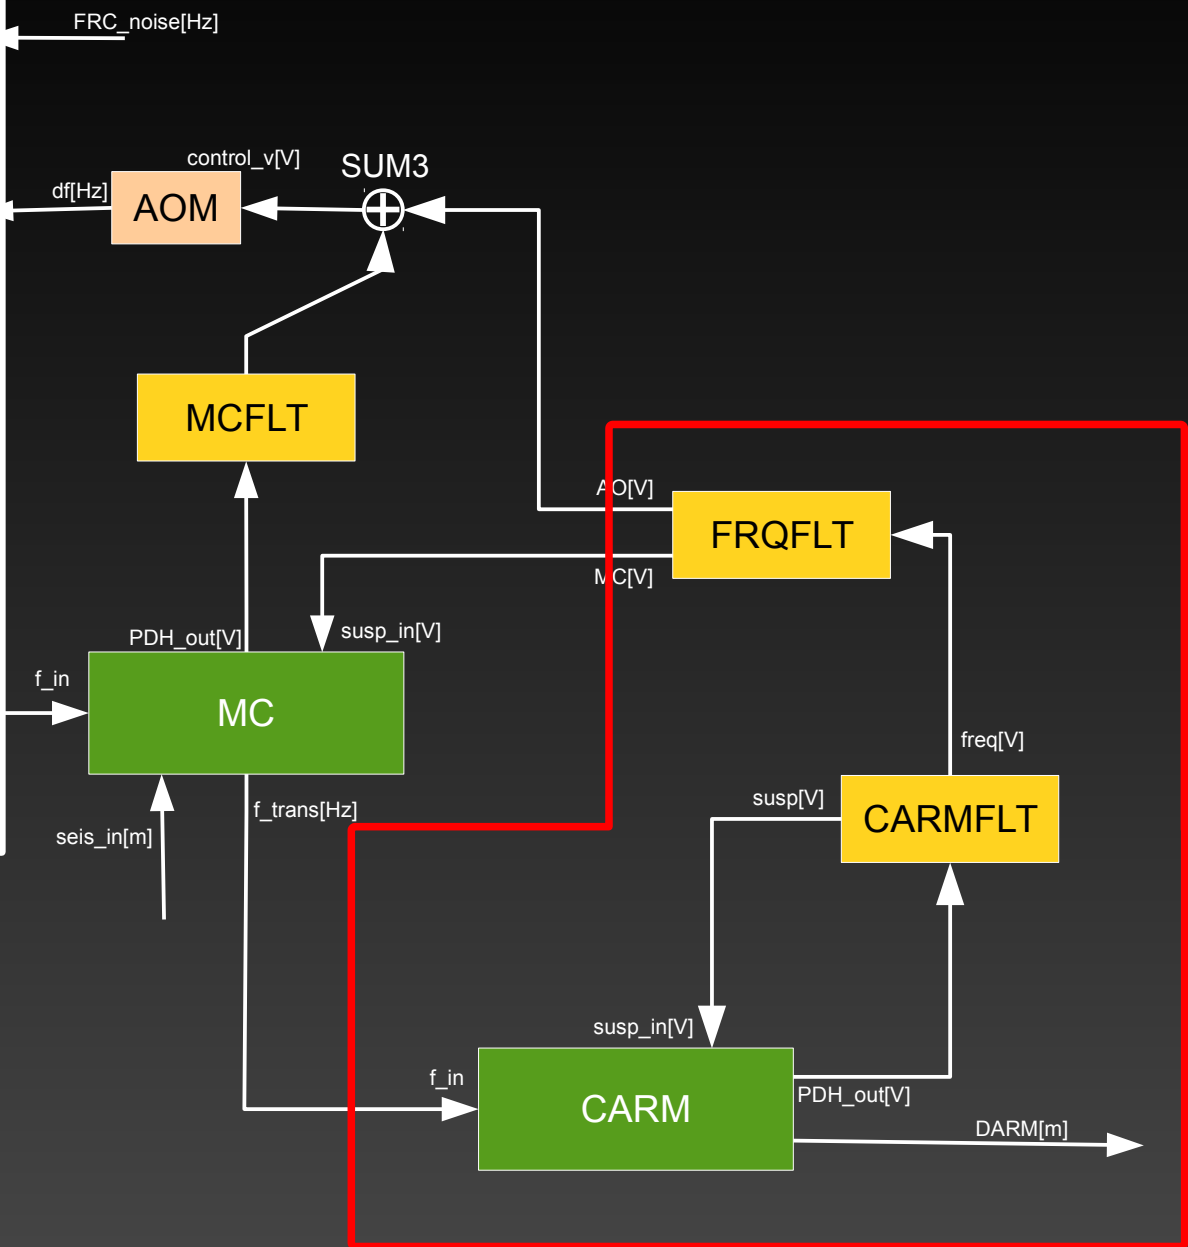 FRC_noise[Hz]
control_v[V]
SUM3
df[Hz]
AOM
MCFLT
AO[V]
FRQFLT
MC[V]
PDH_out[V]
susp_in[V]
f_in
MC
freq[V]
susp[V]
f_trans[Hz]
CARMFLT
seis_in[m]
susp_in[V]
f_in
CARM
PDH_out[V]
DARM[m]